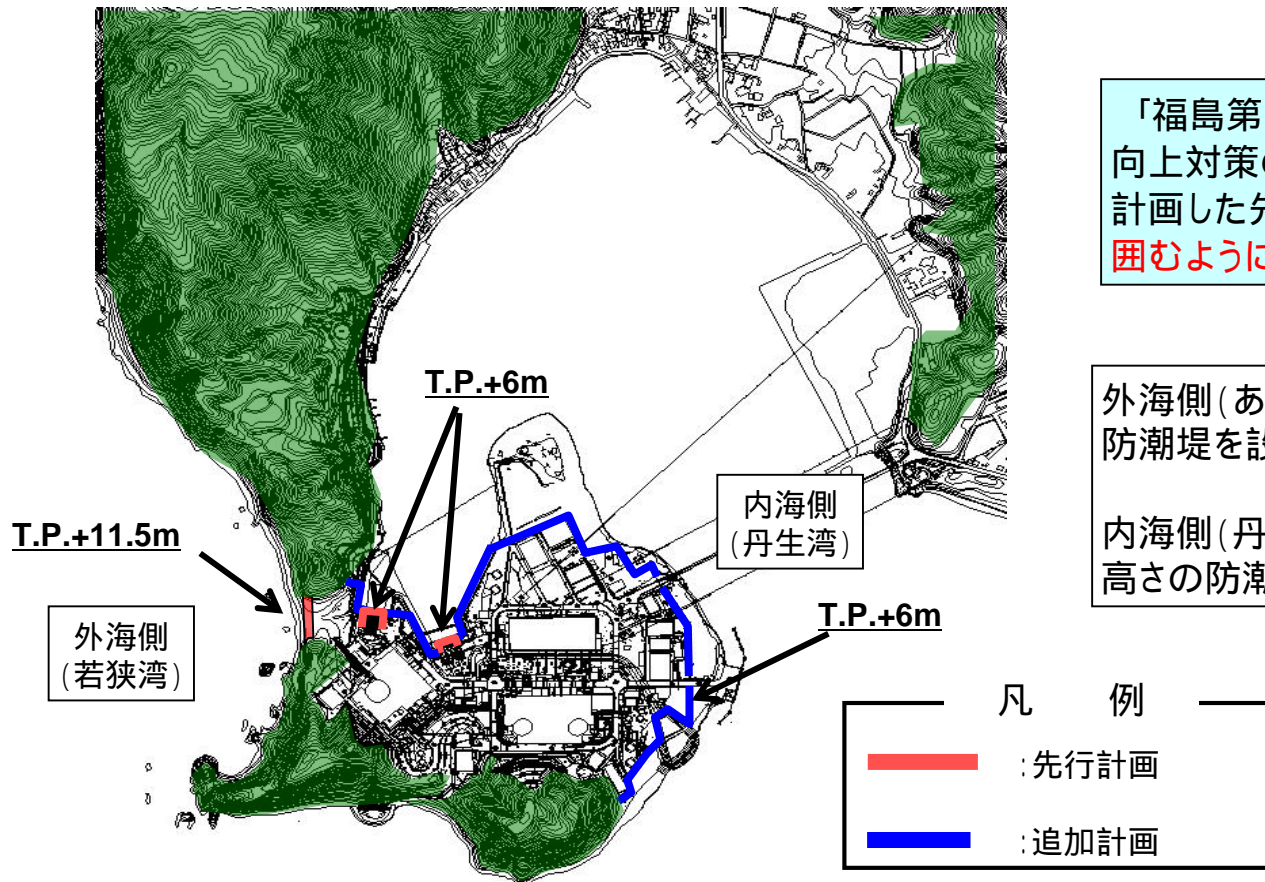 「福島第
向上対策
計画した
囲むように
T.P.+6m
外海側(あ
防潮堤を設
内海側(丹
高さの防潮
内海側
(丹生湾)
T.P.+11.5m
外海側
(若狭湾)
T.P.+6m
凡 例
:先行計画
:追加計画